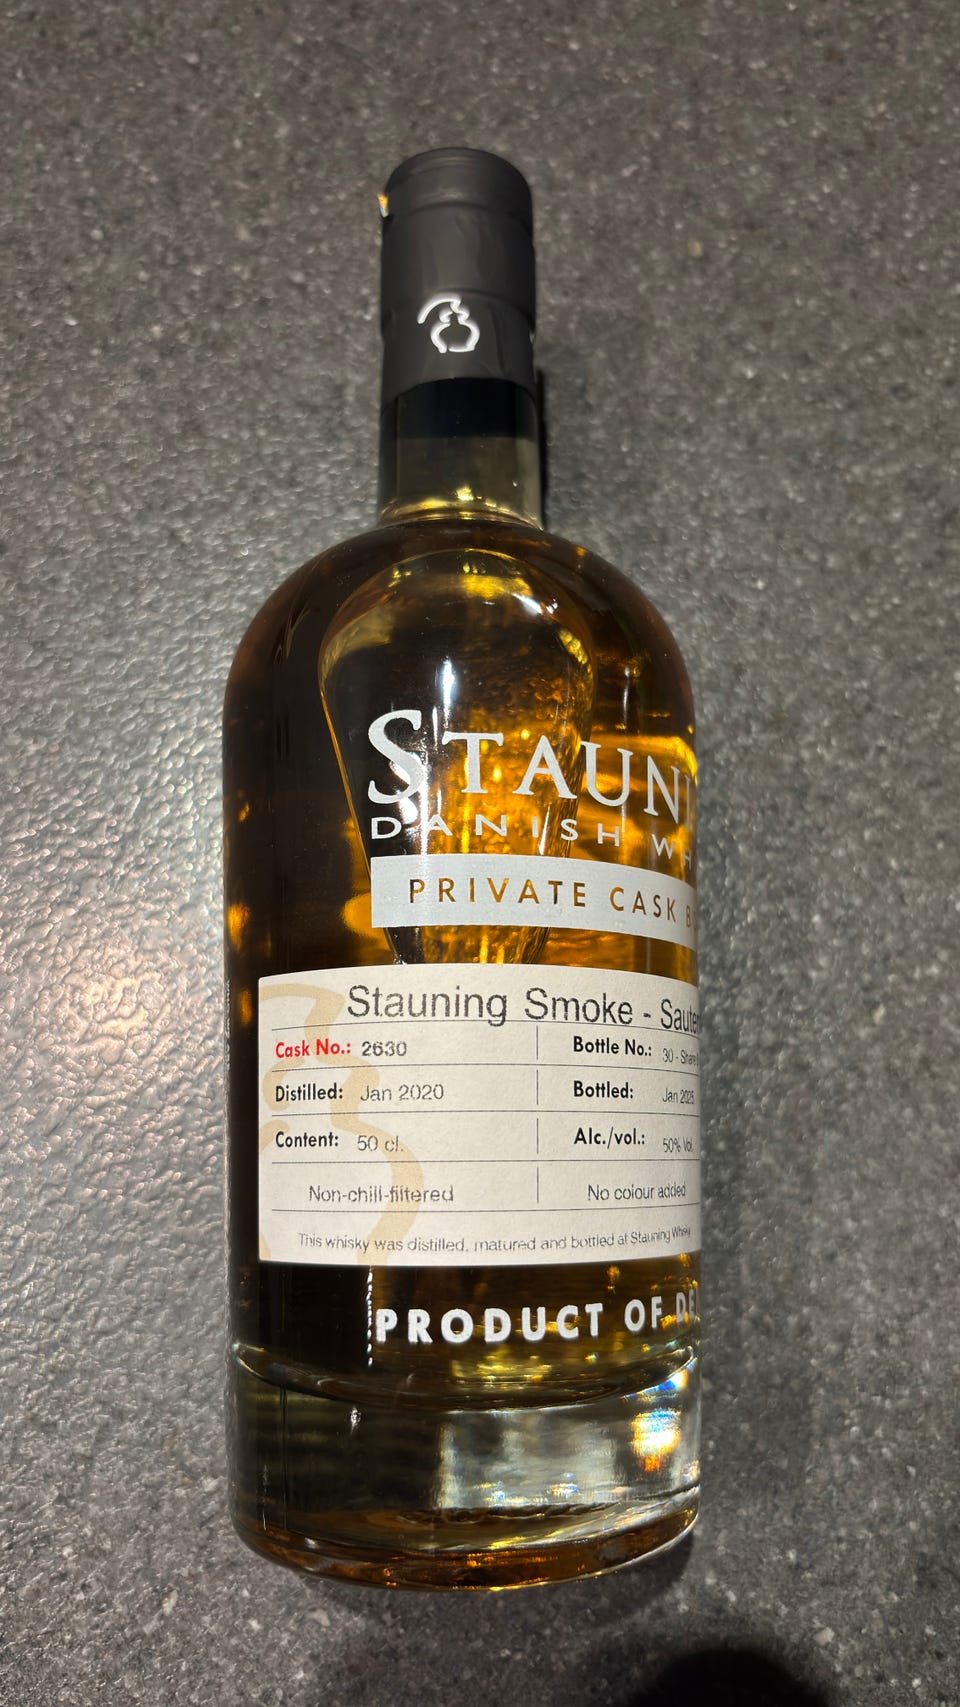 STAUNI
DANISH WH
PRIVATE CASK B
Stauning Smoke - Sauter
Cask No.: 2630 Bottle No.: 30 - Share
Distilled: Jan 2020 Bottled: Jan 2025
Content: 50 cl. Alc./vol.: 50% Vol.
Non-chill-filtered No colour added
This whisky was distilled, matured and bottled at Stauning Whisky
PRODUCT OF DE